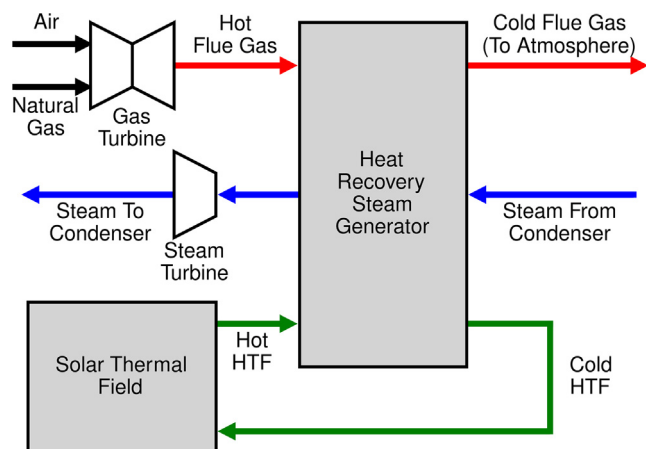 Air
Hot
Flue Gas
Cold Flue Gas
(To Atmosphere)
Natural
Gas
Gas
Turbine
Heat
Recovery
Steam
Generator
Steam To
Condenser
Steam
Turbine
Steam From
Condenser
Solar Thermal
Field
Hot
HTF
Cold
HTF